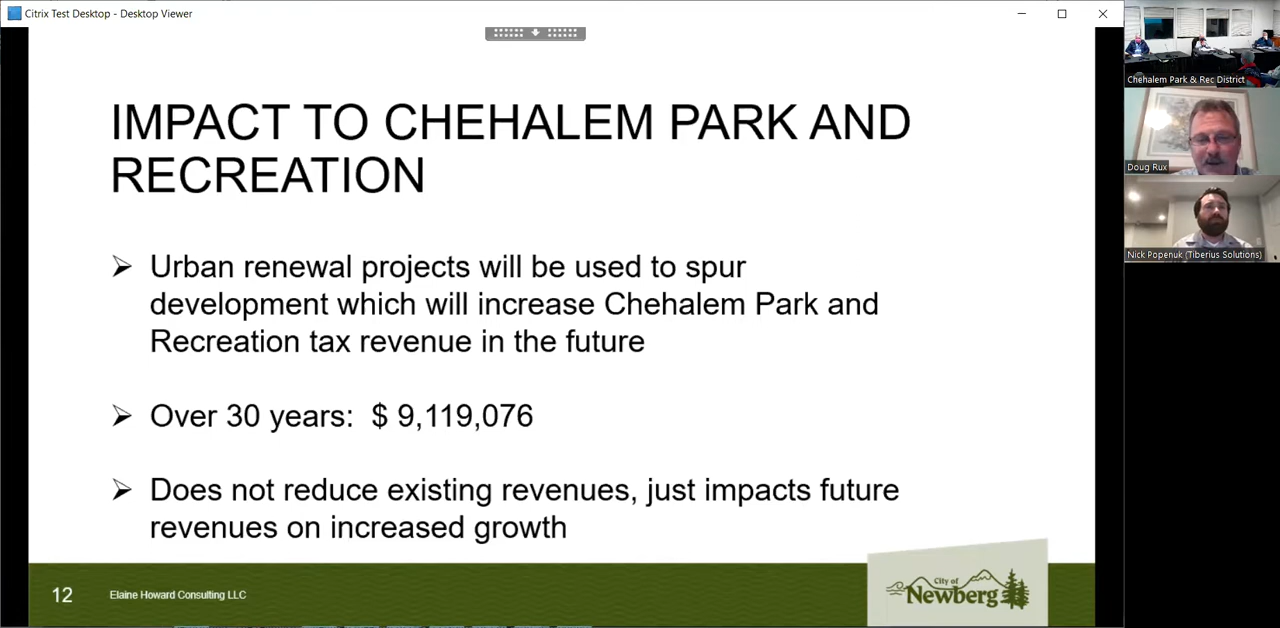 Citrix Test Desktop - Desktop Viewer
IMPACT TO CHEHALEM PARK AND
RECREATION
➢ Urban renewal projects will be used to spur
development which will increase Chehalem Park and
Recreation tax revenue in the future
➢ Over 30 years: $ 9,119,076
➢ Does not reduce existing revenues, just impacts future
revenues on increased growth
12
Elaine Howard Consulting LLC
City of
Newberg
Chehalem Park & Rec District
Doug Rux
Nick Popenuk (Tiberius Solutions)